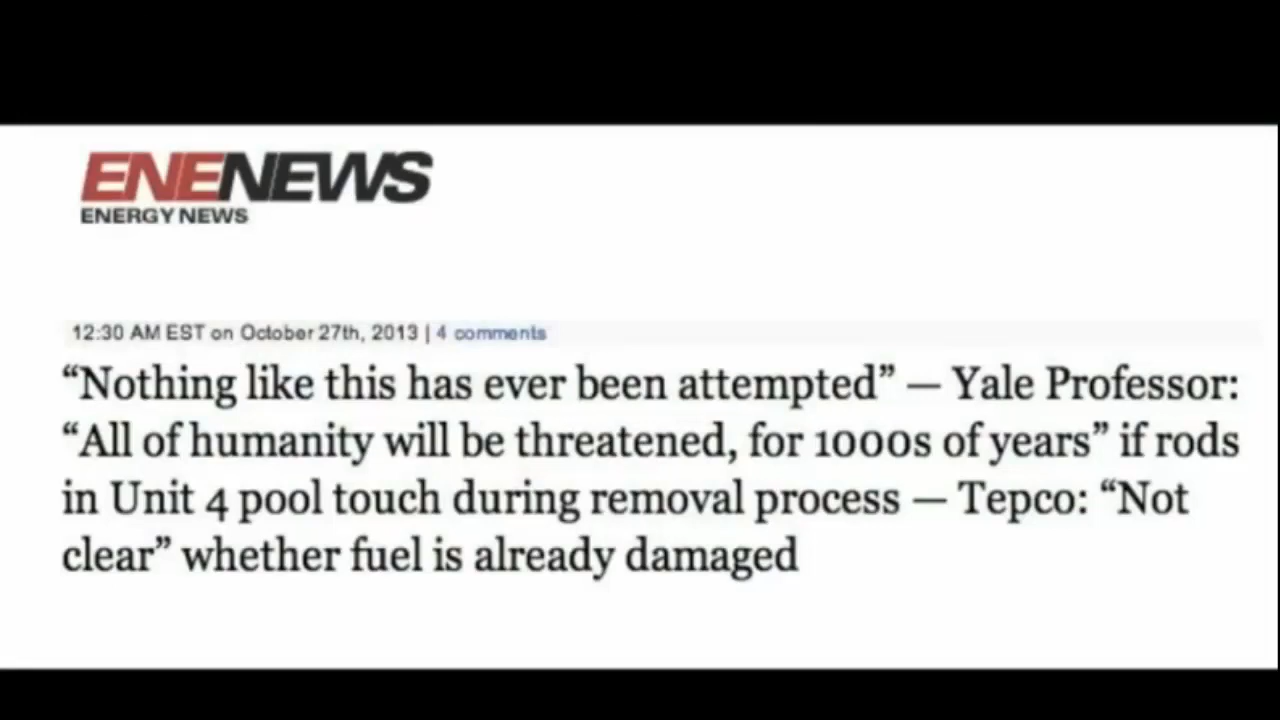 ENENEWS
ENERGY NEWS
12:30 AM EST on October 27th, 2013 | 4 comments
“Nothing like this has ever been attempted” — Yale Professor:
“All of humanity will be threatened, for 1000s of years” if rods
in Unit 4 pool touch during removal process — Tepco: “Not
clear” whether fuel is already damaged